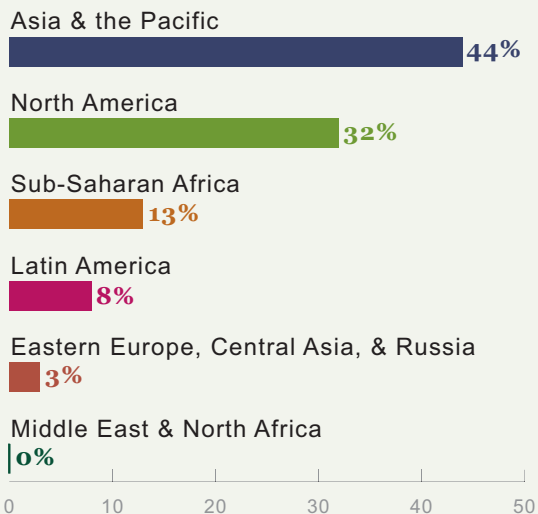 Asia & the Pacific
44%
North America
32%
Sub-Saharan Africa
13%
Latin America
8%
Eastern Europe, Central Asia, & Russia
3%
Middle East & North Africa
0%
0 10 20 30 40 50